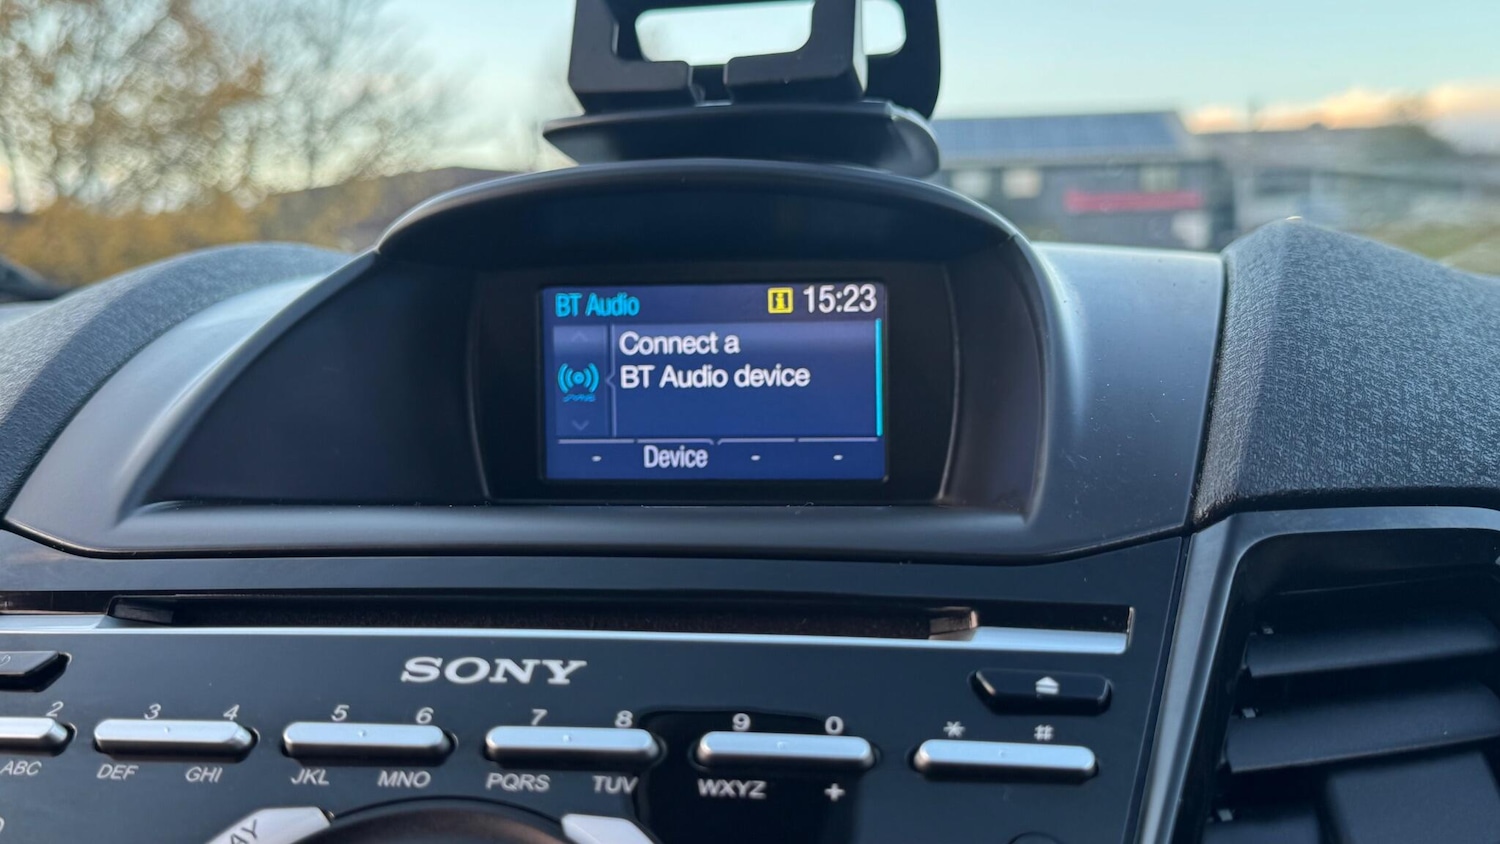 BT Audio
15:23
Connect a
BT Audio device
- Device - -
SONY
2 3 4 5 6 7 8 9 0 * #
ABC DEF GHI JKL MNO PQRS TUV WXYZ +
AY